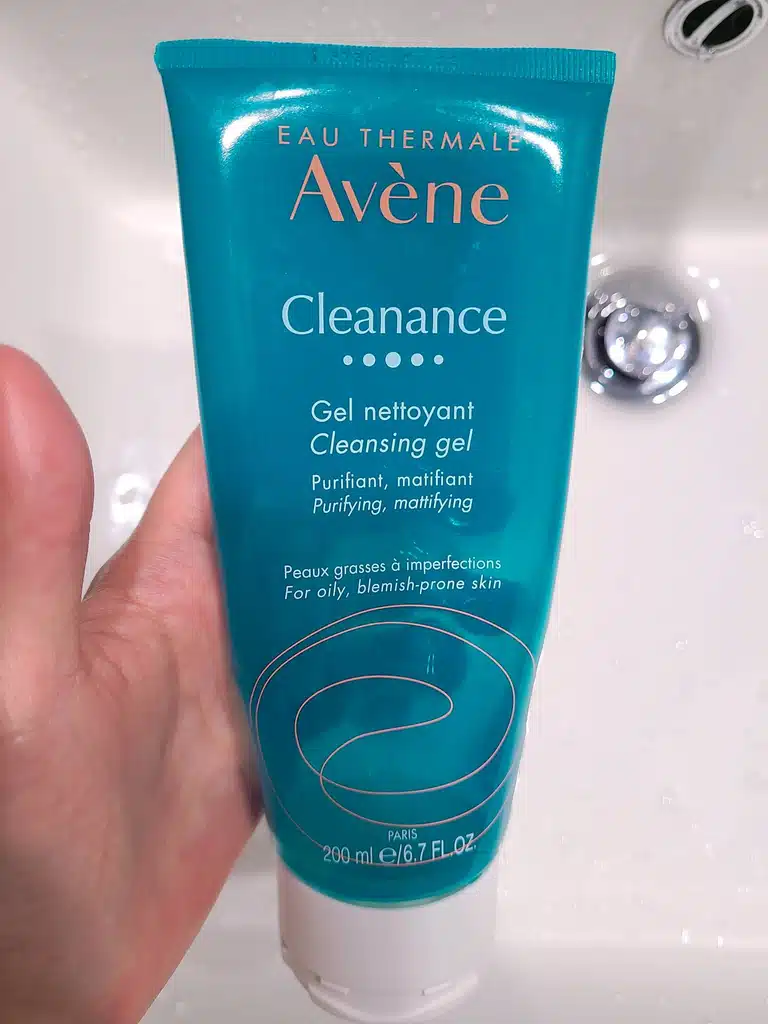 EAU THERMALE
Avène
Cleanance
Gel nettoyant
Cleansing gel
Purifiant, matifiant
Purifying, mattifying
Peaux grasses à imperfections
For oily, blemish-prone skin
PARIS
200 ml ℮/6.7 FL.OZ.